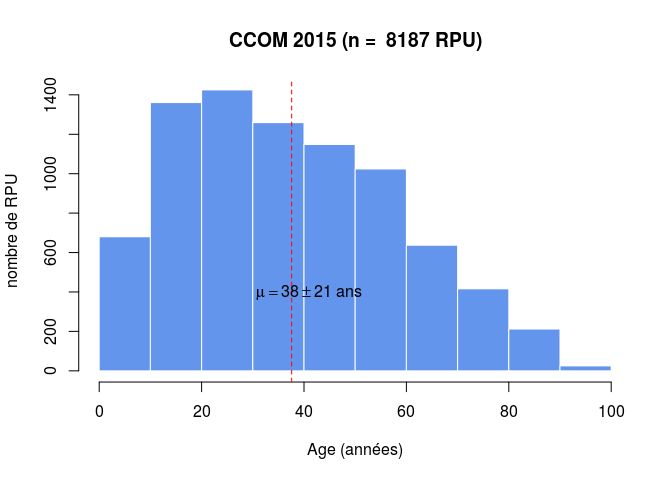 CCOM 2015 (n =  8187 RPU)
nombre de RPU
1400
1000
600
200
0
μ = 38 ± 21 ans
0 20 40 60 80 100
Age (années)